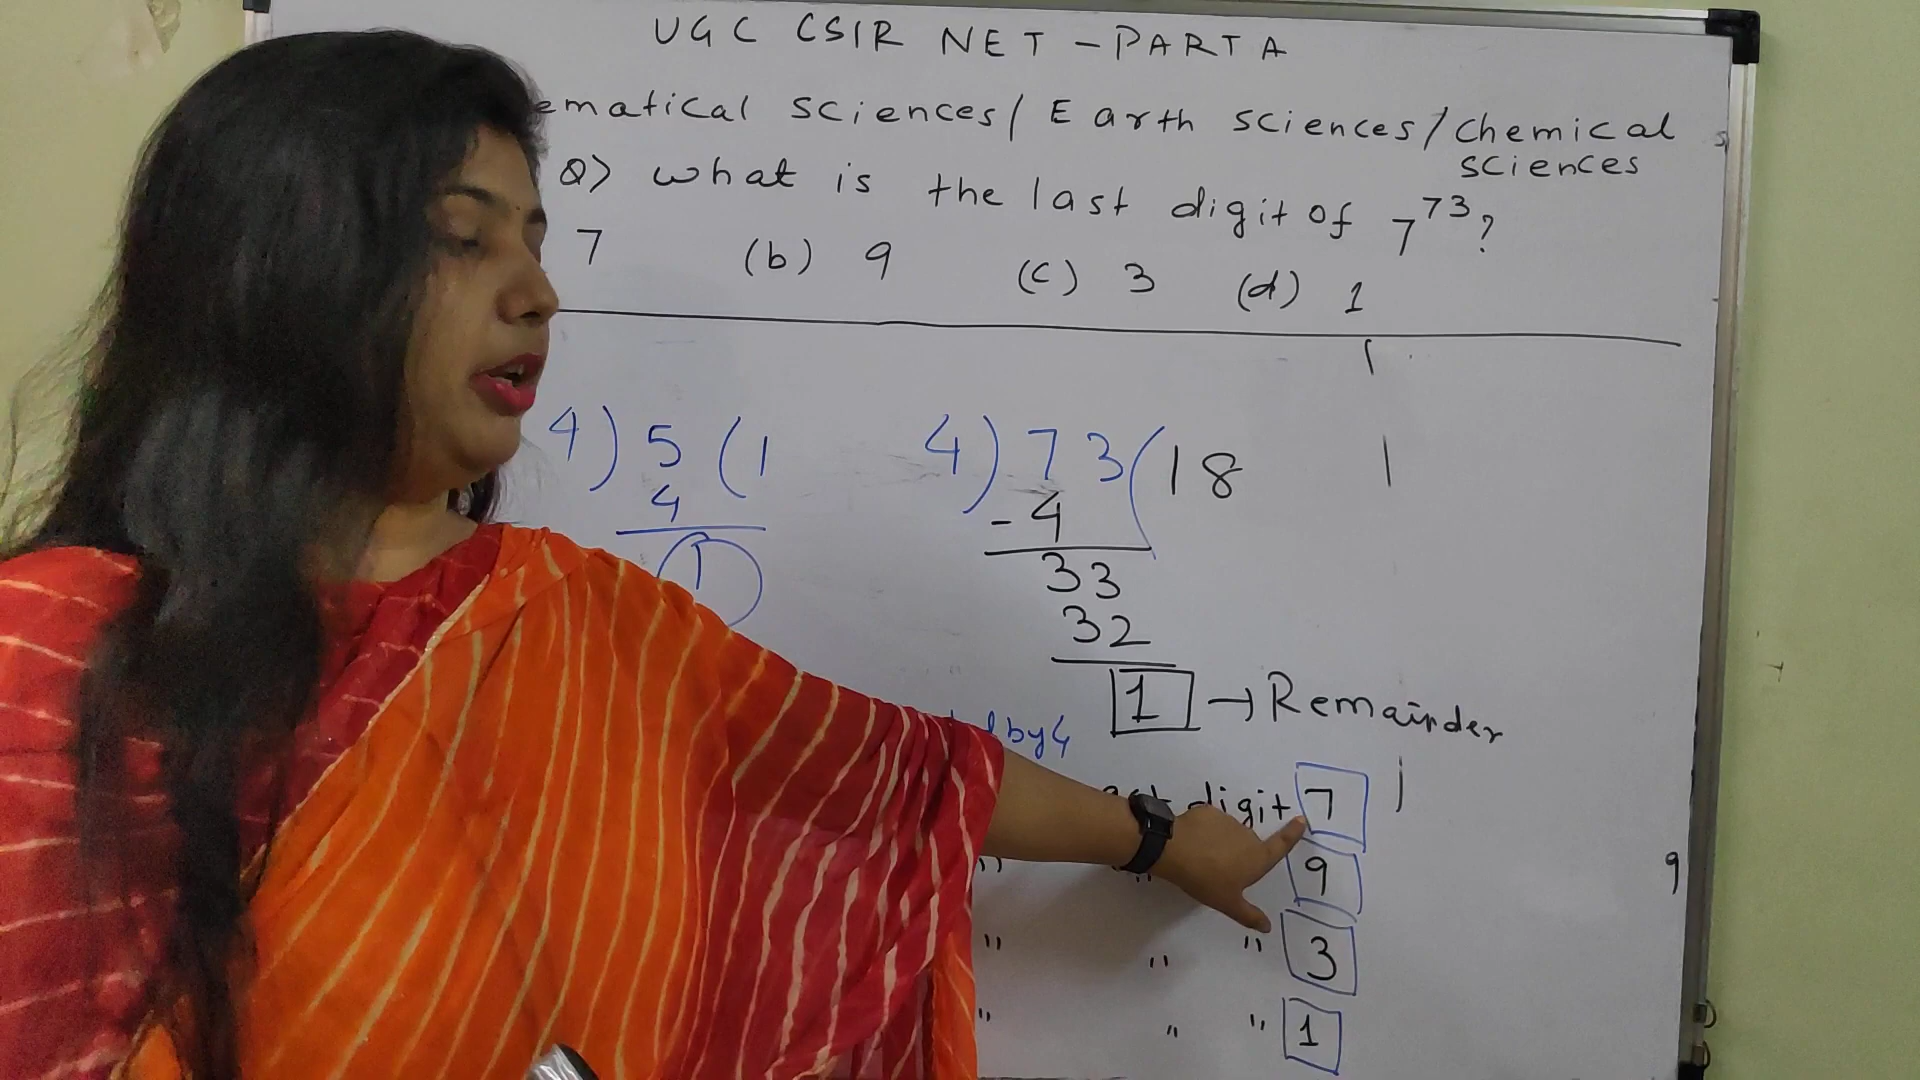 UGC CSIR NET - PART A
ematical sciences / Earth sciences / chemical sciences
Q> what is the last digit of 7^73?
7 (b) 9 (c) 3 (d) 1
4) 5 (1
4
1
4) 73 (18
- 4
33
32
1 → Remainder
by 4
digit 7
" 9
9
" " " 3
" " " 1